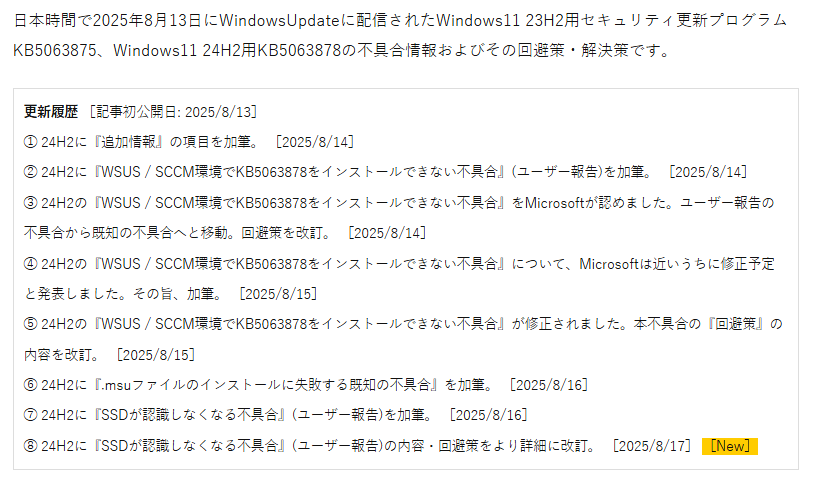 日本時間で2025年8月13日にWindowsUpdateに配信されたWindows11 23H2用セキュリティ更新プログラム
KB5063875、Windows11 24H2用KB5063878の不具合情報およびその回避策・解決策です。
更新履歴 ［記事初公開日: 2025/8/13］
① 24H2に『追加情報』の項目を加筆。 ［2025/8/14］
② 24H2に『WSUS / SCCM環境でKB5063878をインストールできない不具合』(ユーザー報告)を加筆。 ［2025/8/14］
③ 24H2の『WSUS / SCCM環境でKB5063878をインストールできない不具合』をMicrosoftが認めました。ユーザー報告の
不具合から既知の不具合へと移動。回避策を改訂。 ［2025/8/14］
④ 24H2の『WSUS / SCCM環境でKB5063878をインストールできない不具合』について、Microsoftは近いうちに修正予定
と発表しました。その旨、加筆。 ［2025/8/15］
⑤ 24H2の『WSUS / SCCM環境でKB5063878をインストールできない不具合』が修正されました。本不具合の『回避策』の
内容を改訂。 ［2025/8/15］
⑥ 24H2に『.msuファイルのインストールに失敗する既知の不具合』を加筆。 ［2025/8/16］
⑦ 24H2に『SSDが認識しなくなる不具合』(ユーザー報告)を加筆。 ［2025/8/16］
⑧ 24H2に『SSDが認識しなくなる不具合』(ユーザー報告)の内容・回避策をより詳細に改訂。 ［2025/8/17］ ［New］